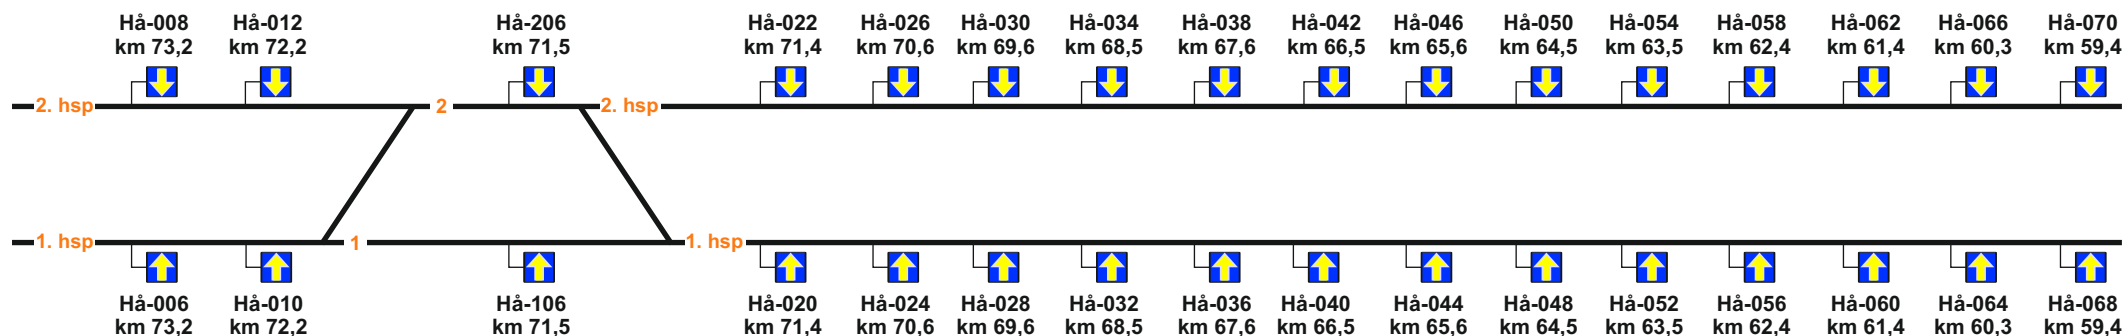 Hå-008 Hå-012 Hå-206 Hå-022 Hå-026 Hå-030 Hå-034 Hå-038 Hå-042 Hå-046 Hå-050 Hå-054 Hå-058 Hå-062 Hå-066 Hå-070
km 73,2 km 72,2 km 71,5 km 71,4 km 70,6 km 69,6 km 68,5 km 67,6 km 66,5 km 65,6 km 64,5 km 63,5 km 62,4 km 61,4 km 60,3 km 59,4
2. hsp 2 2. hsp
1. hsp 1 1. hsp
Hå-006 Hå-010 Hå-106 Hå-020 Hå-024 Hå-028 Hå-032 Hå-036 Hå-040 Hå-044 Hå-048 Hå-052 Hå-056 Hå-060 Hå-064 Hå-068
km 73,2 km 72,2 km 71,5 km 71,4 km 70,6 km 69,6 km 68,5 km 67,6 km 66,5 km 65,6 km 64,5 km 63,5 km 62,4 km 61,4 km 60,3 km 59,4